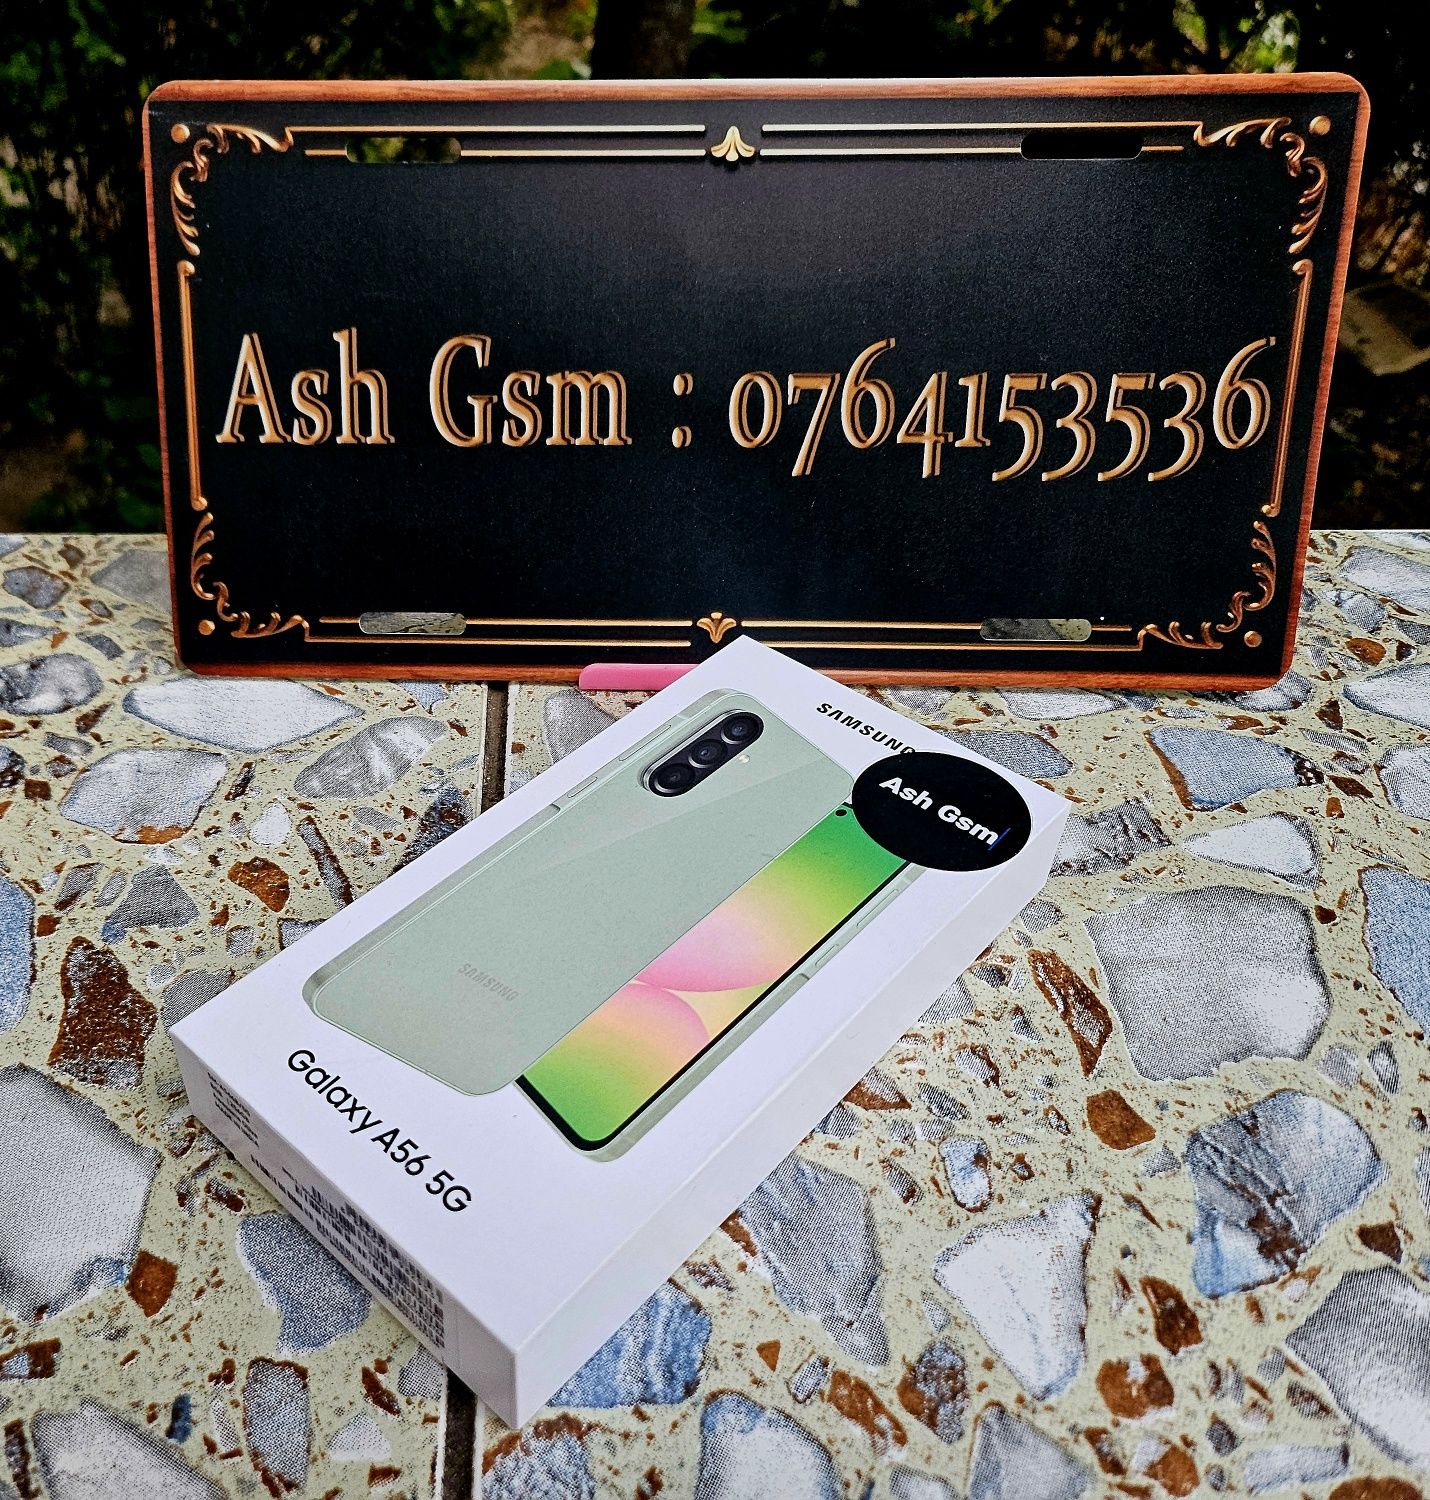 Ash Gsm : 0764153536
SAMSUNG
Ash Gsm
SAMSUNG
Galaxy A56 5G